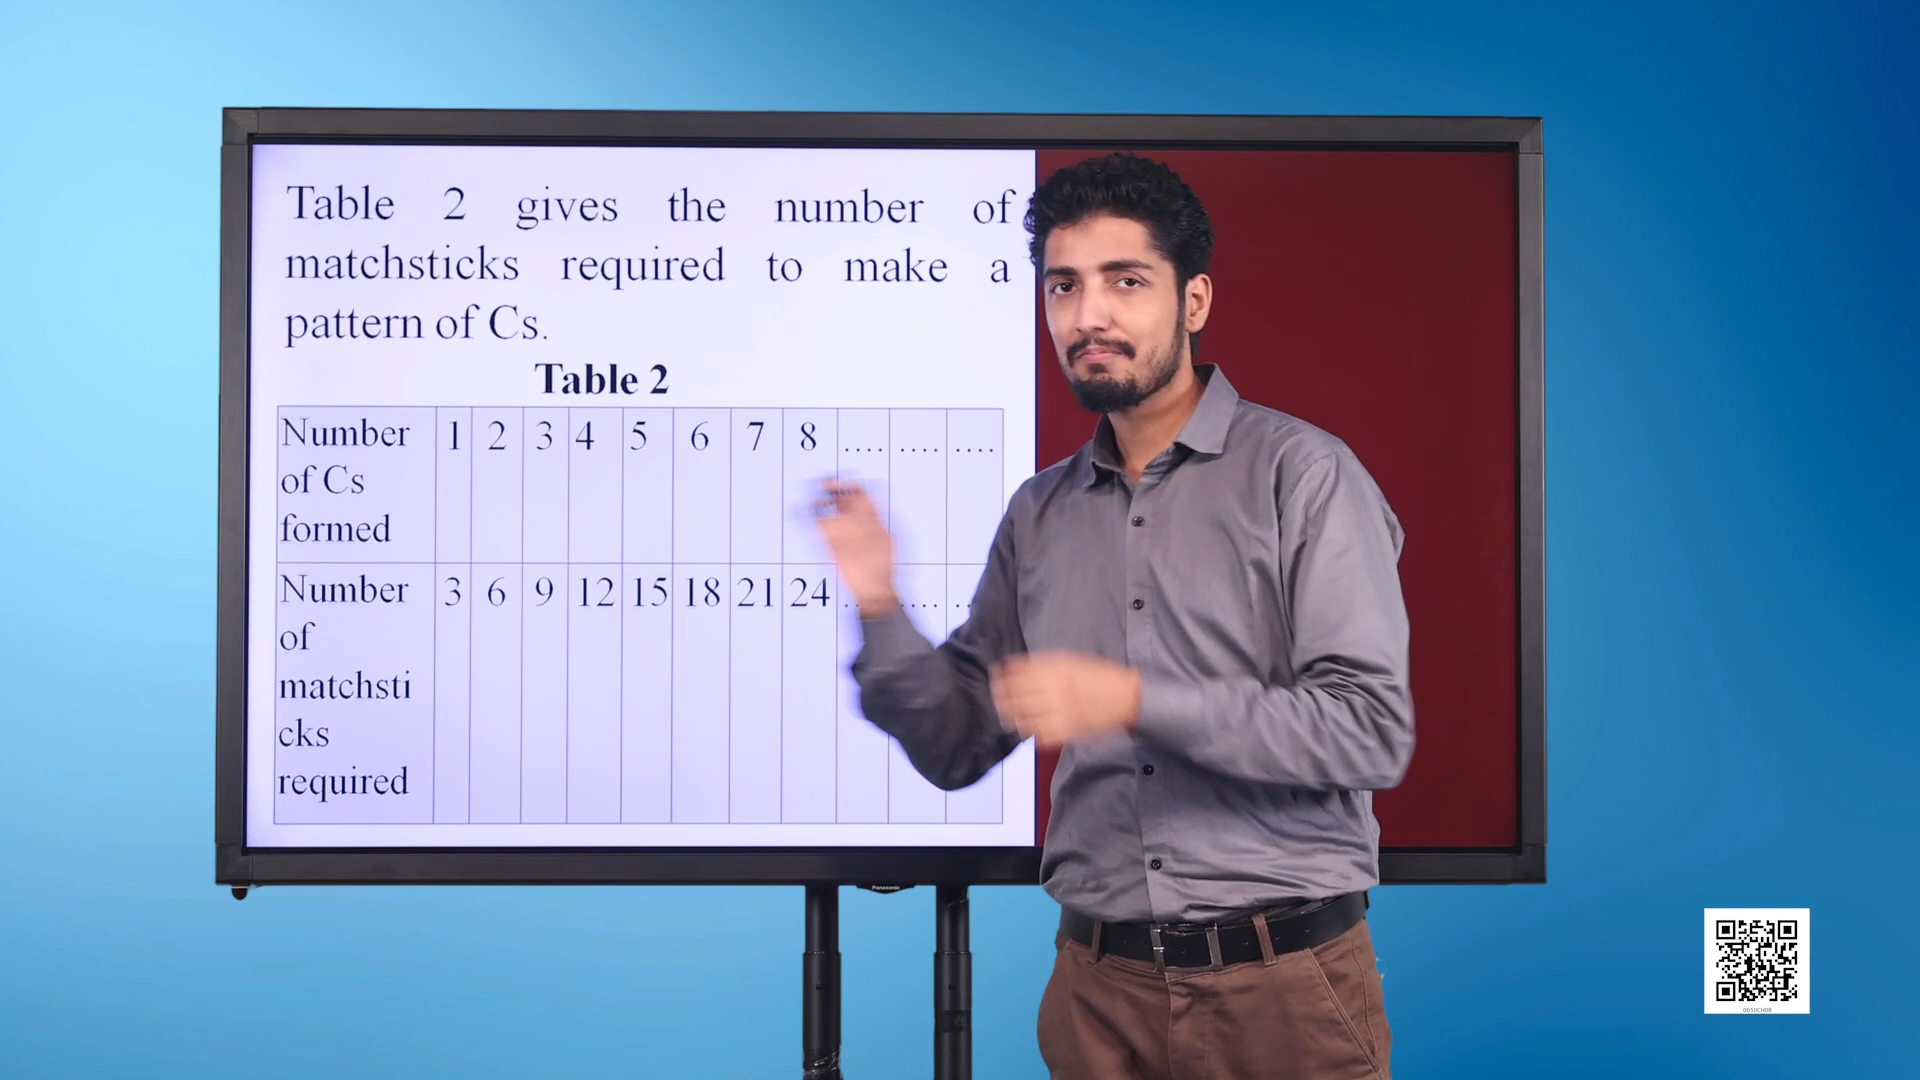 Table 2 gives the number of
matchsticks required to make a
pattern of Cs.
Table 2
Number of Cs formed 1 2 3 4 5 6 7 8 .... .... ....
Number of matchsti cks required 3 6 9 12 15 18 21 24
Panasonic
0650CH08